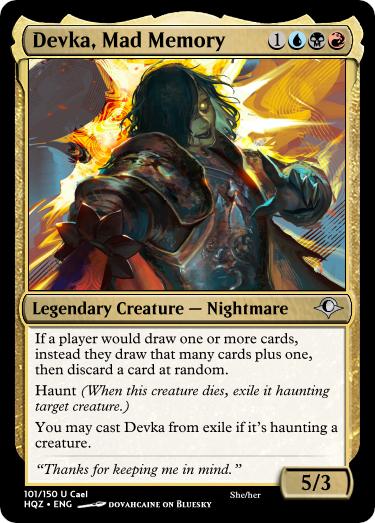 Devka, Mad Memory
1
Legendary Creature — Nightmare
If a player would draw one or more cards,
instead they draw that many cards plus one,
then discard a card at random.
Haunt (When this creature dies, exile it haunting
target creature.)
You may cast Devka from exile if it's haunting a
creature.
“Thanks for keeping me in mind.”
5/3
101/150 U Cael
She/her
HQZ • ENG DOVAHCAINE on BLUESKY